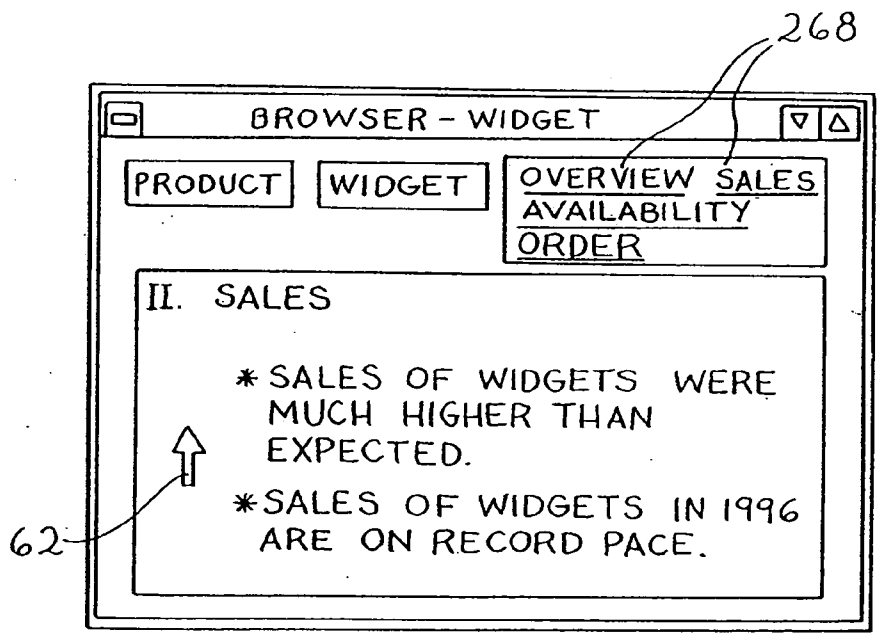 268
BROWSER - WIDGET
PRODUCT WIDGET OVERVIEW SALES
AVAILABILITY
ORDER
II. SALES
* SALES OF WIDGETS WERE
MUCH HIGHER THAN
EXPECTED.
* SALES OF WIDGETS IN 1996
ARE ON RECORD PACE.
62